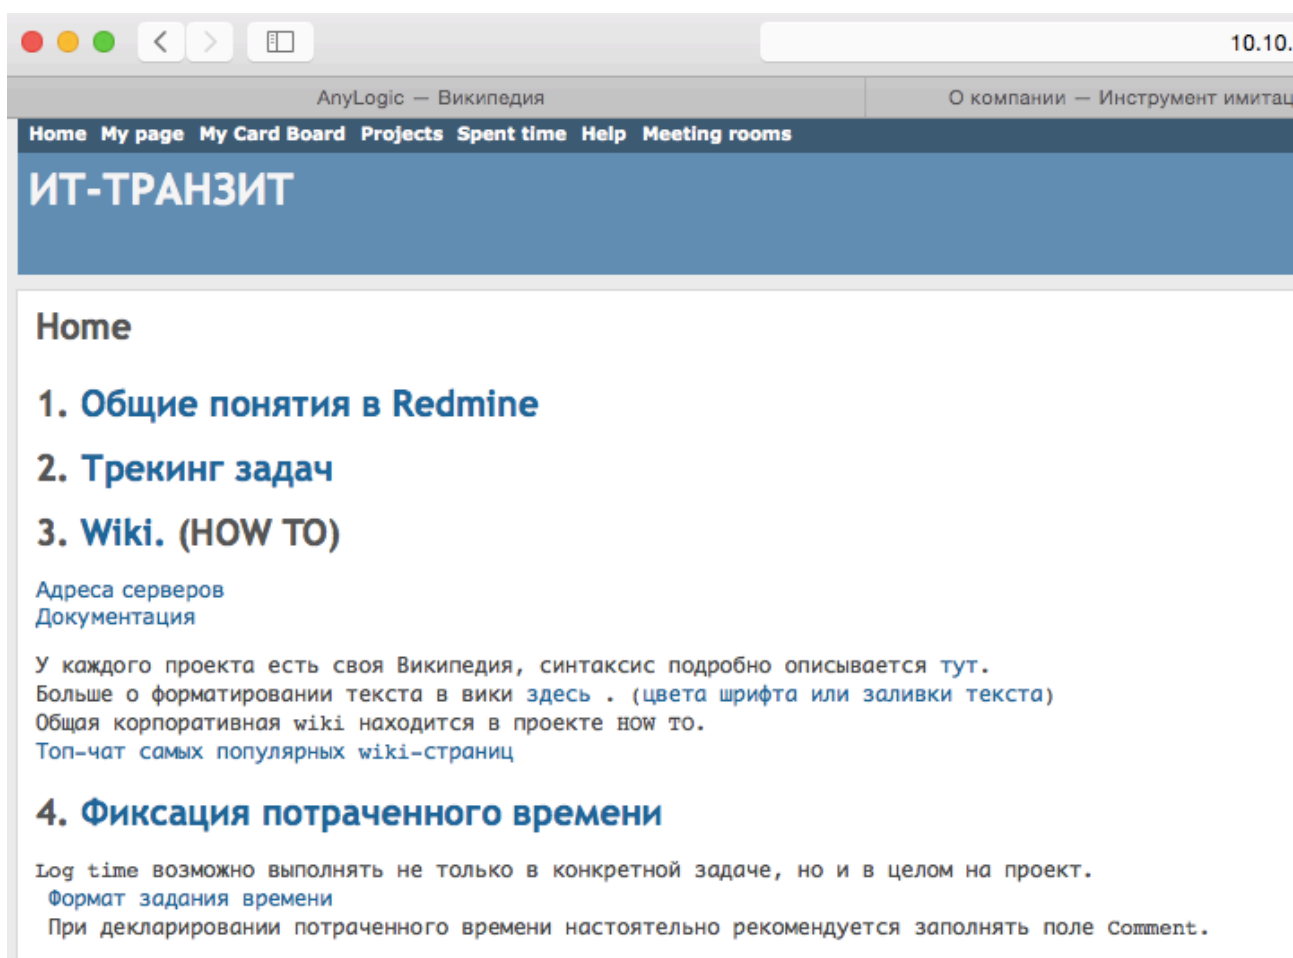 10.10.
AnyLogic — Википедия
О компании — Инструмент имитац
Home My page My Card Board Projects Spent time Help Meeting rooms
ИТ-ТРАНЗИТ
Home
1. Общие понятия в Redmine
2. Трекинг задач
3. Wiki. (HOW TO)
Адреса серверов
Документация
У каждого проекта есть своя Википедия, синтаксис подробно описывается тут.
Больше о форматировании текста в вики здесь . (цвета шрифта или заливки текста)
Общая корпоративная wiki находится в проекте HOW TO.
Топ-чат самых популярных wiki-страниц
4. Фиксация потраченного времени
Log time возможно выполнять не только в конкретной задаче, но и в целом на проект.
Формат задания времени
При декларировании потраченного времени настоятельно рекомендуется заполнять поле Comment.